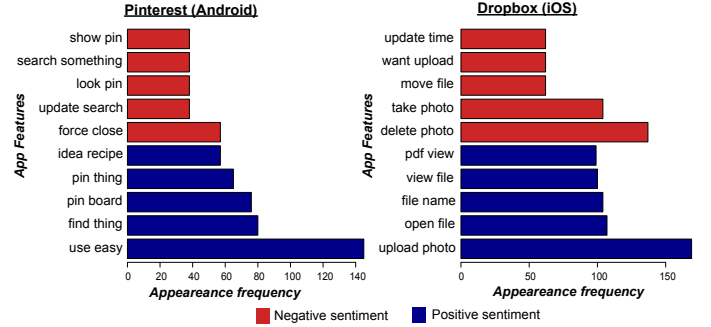 Pinterest (Android)
show pin
search something
look pin
update search
force close
idea recipe
pin thing
pin board
find thing
use easy
App Features
0 20 40 60 80 100 120 140
Appeareance frequency
Dropbox (iOS)
update time
want upload
move file
take photo
delete photo
pdf view
view file
file name
open file
upload photo
App Features
0 50 100 150
Appeareance frequency
Negative sentiment
Positive sentiment